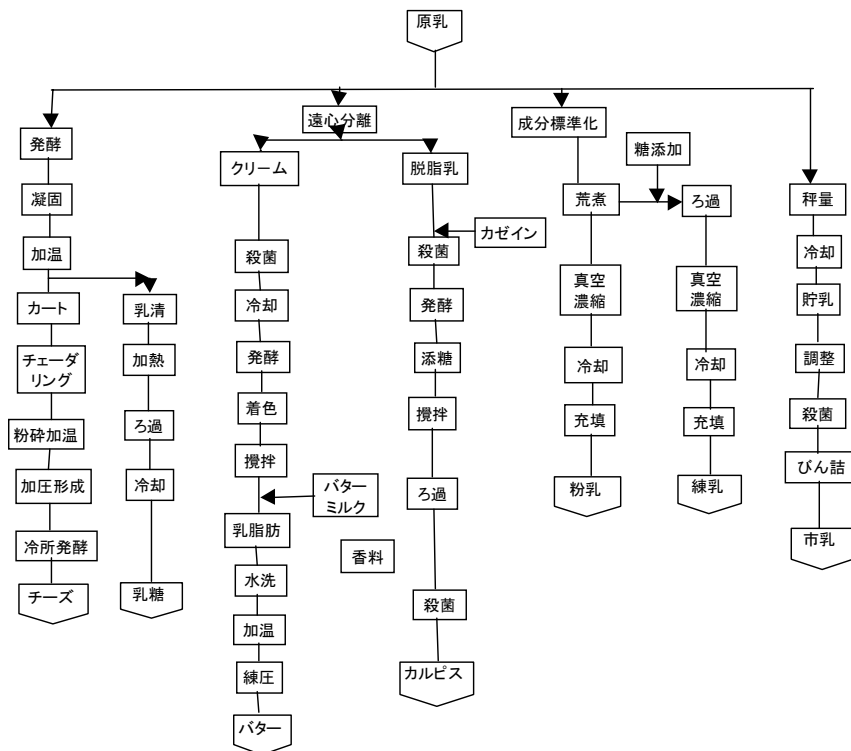 原乳
発酵
凝固
加温
カート
チェーダ
リング
粉砕加温
加圧形成
冷所発酵
チーズ
乳清
加熱
ろ過
冷却
乳糖
遠心分離
クリーム
殺菌
冷却
発酵
着色
攪拌
バター
ミルク
乳脂肪
水洗
加温
練圧
バター
脱脂乳
カゼイン
殺菌
発酵
添糖
攪拌
ろ過
香料
殺菌
カルピス
成分標準化
荒煮
真空
濃縮
冷却
充填
粉乳
糖添加
ろ過
真空
濃縮
冷却
充填
練乳
秤量
冷却
貯乳
調整
殺菌
びん詰
市乳